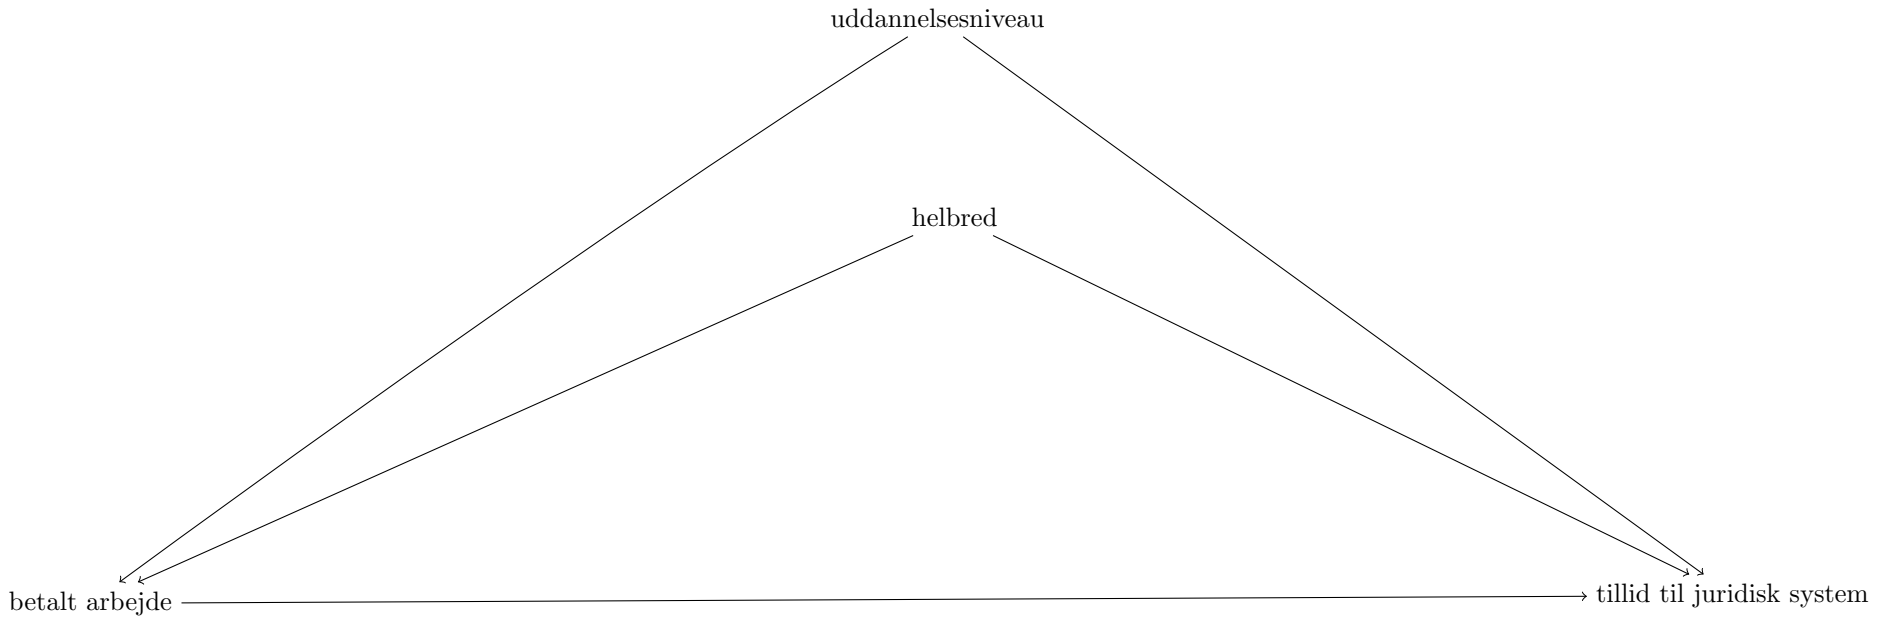 uddannelsesniveau
helbred
betalt arbejde
tillid til juridisk system